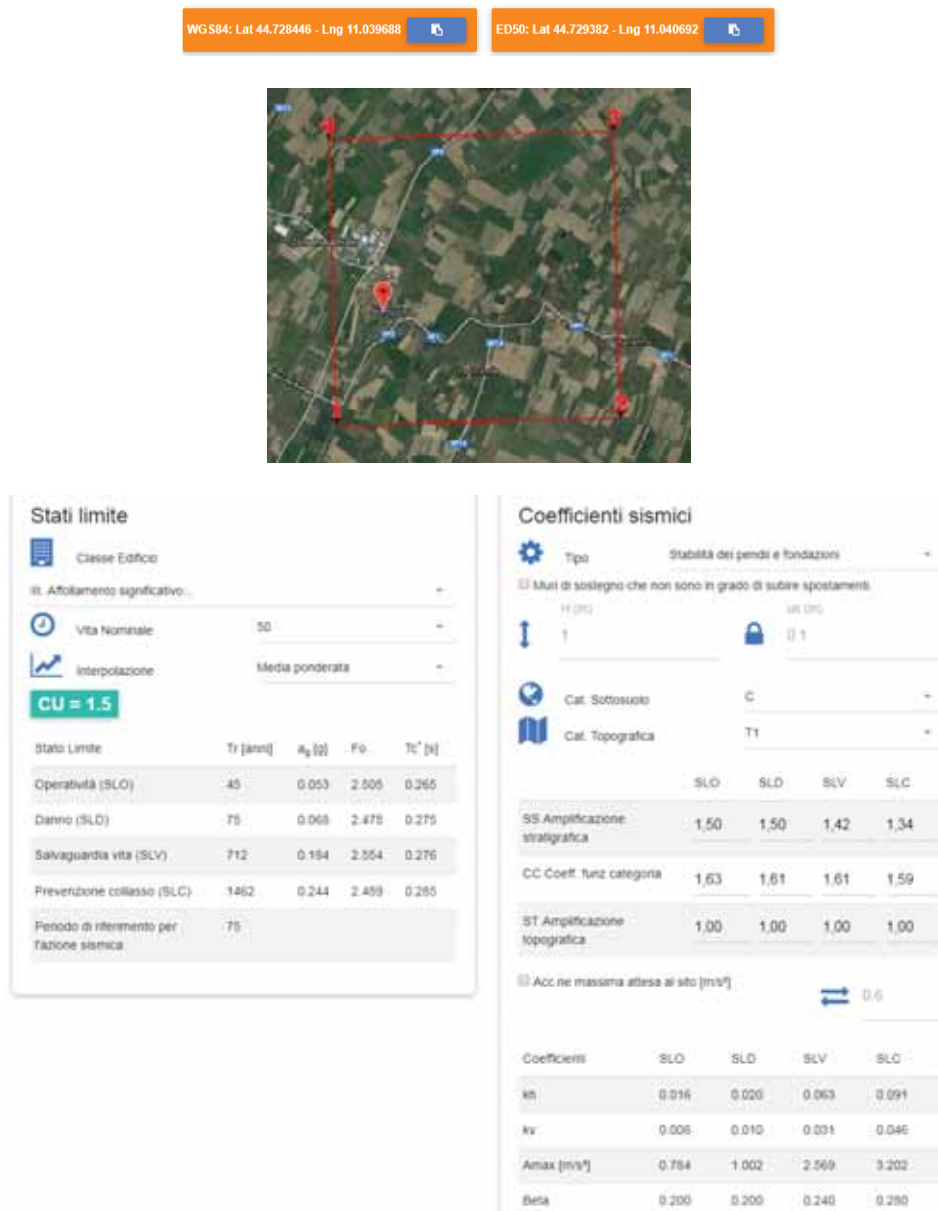 WGS84: Lat 44.728446 - Lng 11.039688
ED50: Lat 44.729382 - Lng 11.040692
4
3
1
2
Stati limite
Classe Edificio
III. Affollamento significativo...
Vita Nominale 50
Interpolazione Media ponderata
CU = 1.5
Stato Limite Tr [anni] ag [g] Fo Tc* [s]
Operatività (SLO) 45 0.053 2.505 0.265
Danno (SLD) 75 0.068 2.475 0.275
Salvaguardia vita (SLV) 712 0.184 2.554 0.276
Prevenzione collasso (SLC) 1462 0.244 2.459 0.285
Periodo di riferimento per 75
l'azione sismica
Coefficienti sismici
Tipo Stabilità dei pendii e fondazioni
Muri di sostegno che non sono in grado di subire spostamenti.
H (m) us (m)
1 0.1
Cat. Sottosuolo C
Cat. Topografica T1
SLO SLD SLV SLC
SS Amplificazione 1,50 1,50 1,42 1,34
stratigrafica
CC Coeff. funz categoria 1,63 1,61 1,61 1,59
ST Amplificazione 1,00 1,00 1,00 1,00
topografica
Acc.ne massima attesa al sito [m/s²] 0.6
Coefficienti SLO SLD SLV SLC
kh 0.016 0.020 0.063 0.091
kv 0.008 0.010 0.031 0.046
Amax [m/s²] 0.784 1.002 2.569 3.202
Beta 0.200 0.200 0.240 0.280